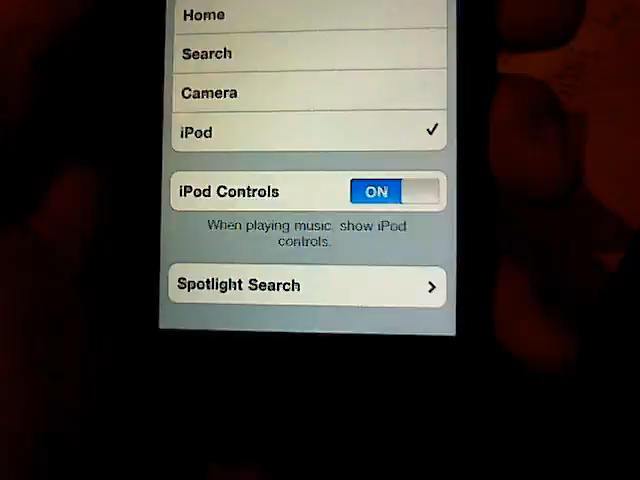 Home
Search
Camera
iPod
iPod Controls ON
When playing music, show iPod
controls.
Spotlight Search